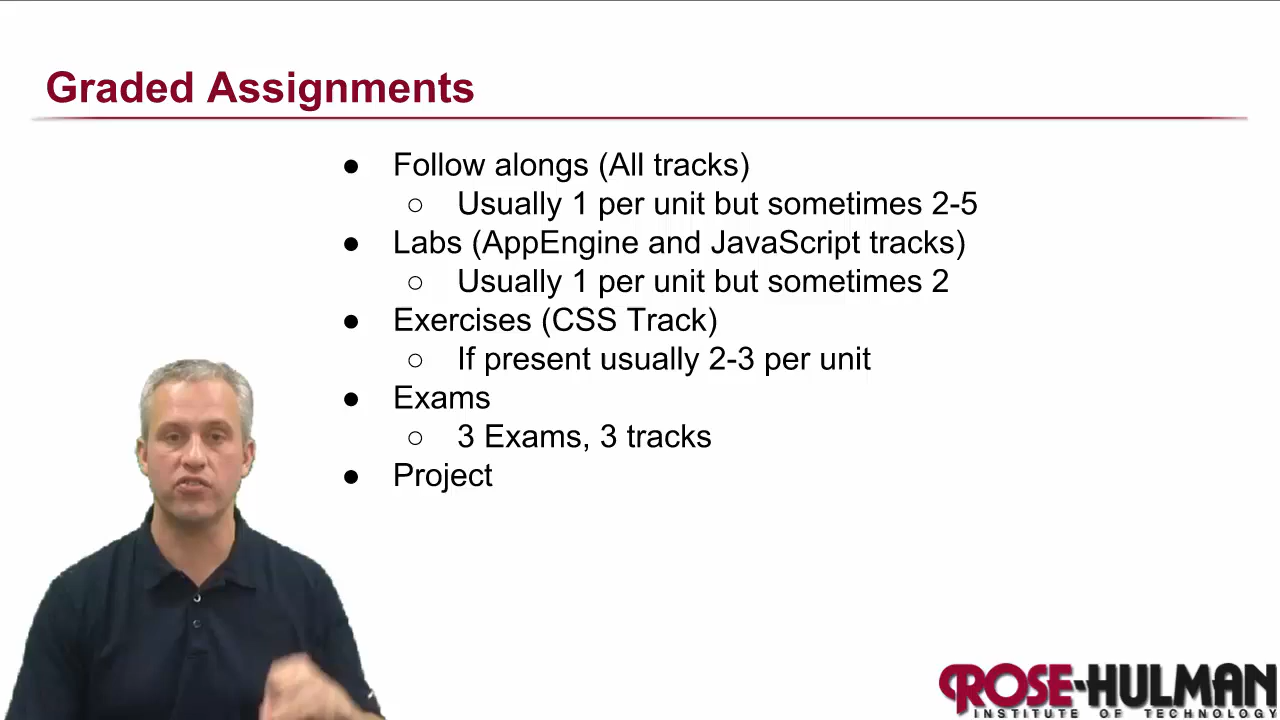 Graded Assignments
● Follow alongs (All tracks)
○ Usually 1 per unit but sometimes 2-5
● Labs (AppEngine and JavaScript tracks)
○ Usually 1 per unit but sometimes 2
● Exercises (CSS Track)
○ If present usually 2-3 per unit
● Exams
○ 3 Exams, 3 tracks
● Project
ROSE-HULMAN
INSTITUTE OF TECHNOLOGY